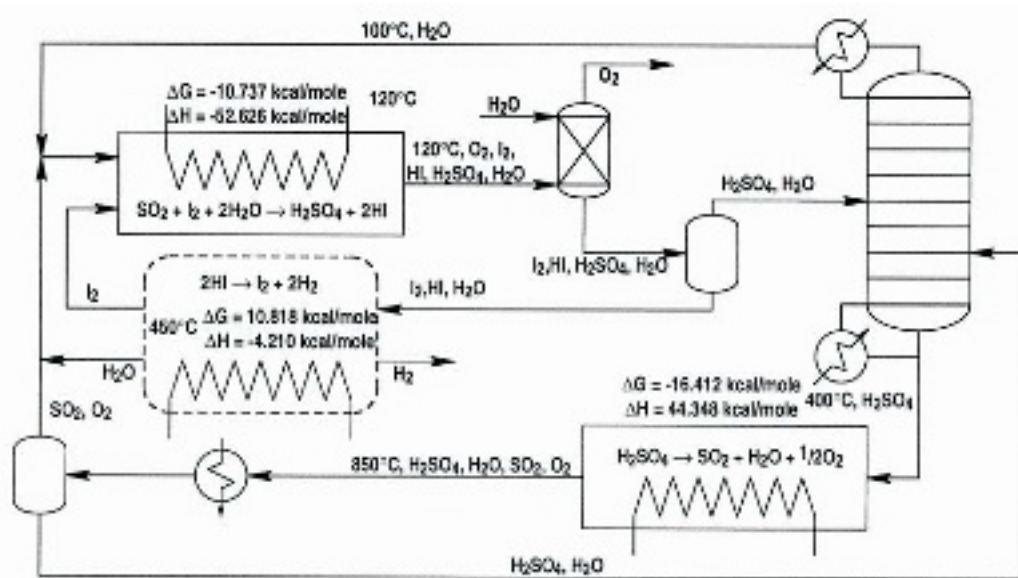 100°C, H₂O
O₂
ΔG = -10.737 kcal/mole
ΔH = -52.626 kcal/mole
120°C
H₂O
120°C, O₂, I₂,
HI, H₂SO₄, H₂O
SO₂ + I₂ + 2H₂O → H₂SO₄ + 2HI
H₂SO₄, H₂O
I₂,HI, H₂SO₄, H₂O
I₂
2HI → I₂ + 2H₂
I₂,HI, H₂O
450°C
ΔG = 10.818 kcal/mole
ΔH = -4.210 kcal/mole
H₂O
H₂
SO₂, O₂
ΔG = -16.412 kcal/mole
ΔH = 44.348 kcal/mole
400°C, H₂SO₄
850°C, H₂SO₄, H₂O, SO₂, O₂
H₂SO₄ → SO₂ + H₂O + 1/2O₂
H₂SO₄, H₂O